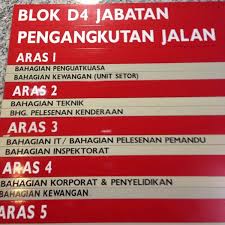 BLOK D4 JABATAN
PENGANGKUTAN JALAN
ARAS 1
BAHAGIAN PENGUATKUASA
BAHAGIAN KEWANGAN (UNIT SETOR)
ARAS 2
BAHAGIAN TEKNIK
BHG. PELESENAN KENDERAAN
ARAS 3
BAHAGIAN IT/ BAHAGIAN PELESENAN PEMANDU
BAHAGIAN INSPEKTORAT
ARAS 4
BAHAGIAN KORPORAT & PENYELIDIKAN
BAHAGIAN KEWANGAN
ARAS 5